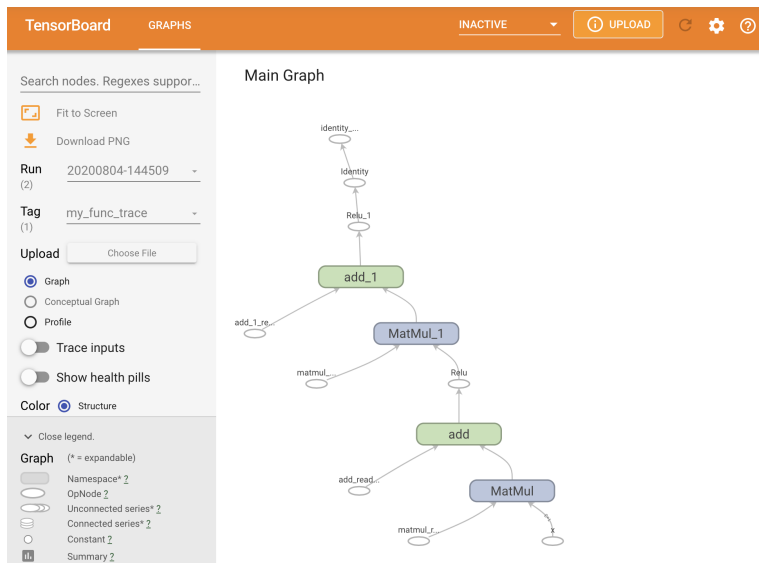 TensorBoard GRAPHS INACTIVE UPLOAD
Search nodes. Regexes suppor...
Fit to Screen
Download PNG
Run 20200804-144509
(2)
Tag my_func_trace
(1)
Upload Choose File
Graph
Conceptual Graph
Profile
Trace inputs
Show health pills
Color Structure
Close legend.
Graph (* = expandable)
Namespace* ?
OpNode ?
Unconnected series* ?
Connected series* ?
Constant ?
Summary ?
Main Graph
identity_...
Identity
Relu_1
add_1
add_1_re...
MatMul_1
matmul_...
Relu
add
add_read...
MatMul
matmul_r...
x